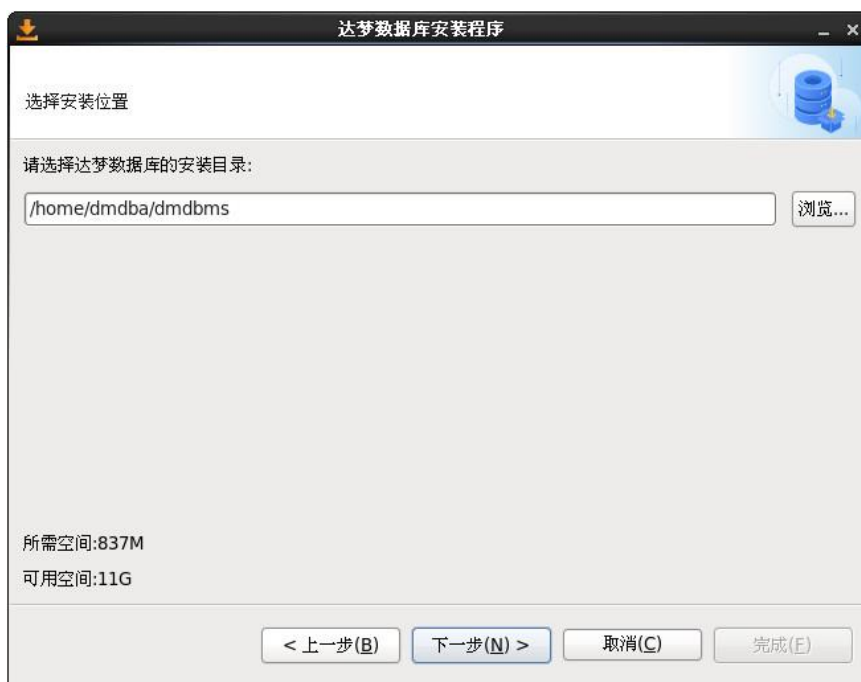 达梦数据库安装程序
选择安装位置
请选择达梦数据库的安装目录:
/home/dmdba/dmdbms
浏览...
所需空间:837M
可用空间:11G
< 上一步(B)
下一步(N) >
取消(C)
完成(F)